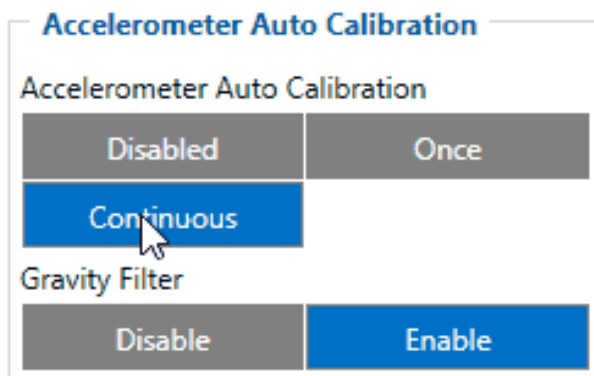 Accelerometer Auto Calibration
Accelerometer Auto Calibration
Disabled Once
Continuous
Gravity Filter
Disable Enable